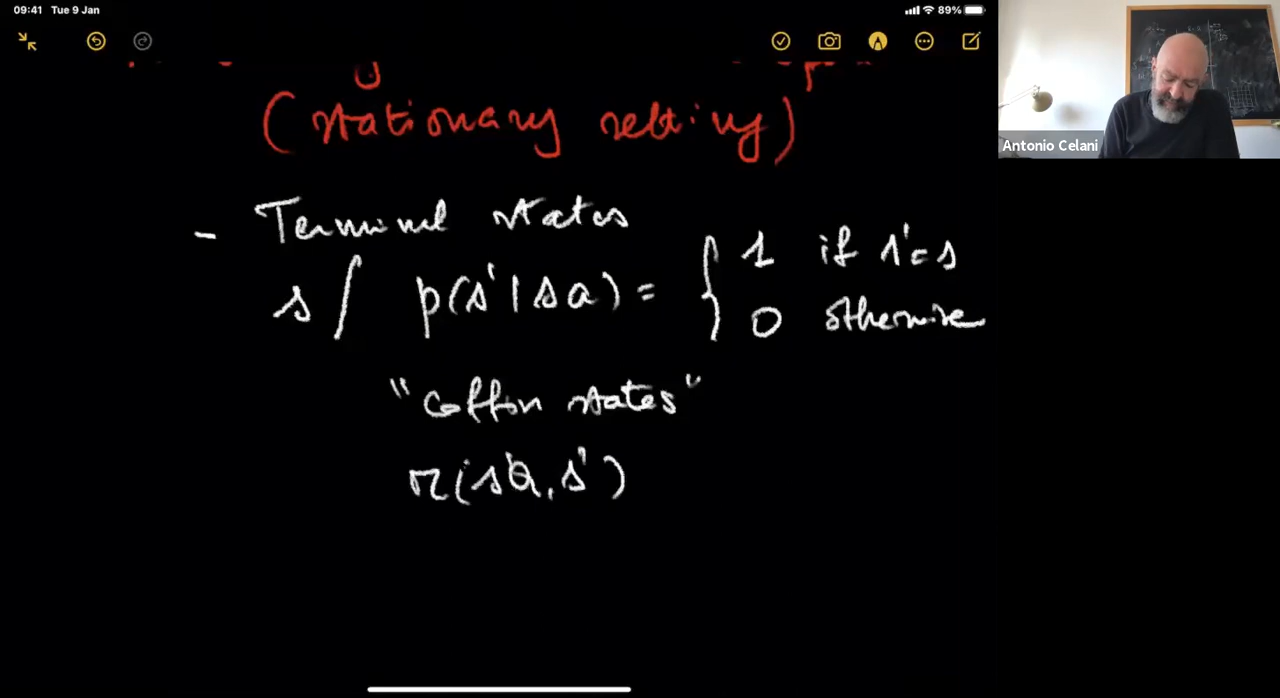 09:41 Tue 9 Jan
89%
Antonio Celani
(stationary setting)
- Terminal states
s / p(s'|sa) = { 1 if s'=s
0 otherwise
"Coffin states"
r(sa,s')